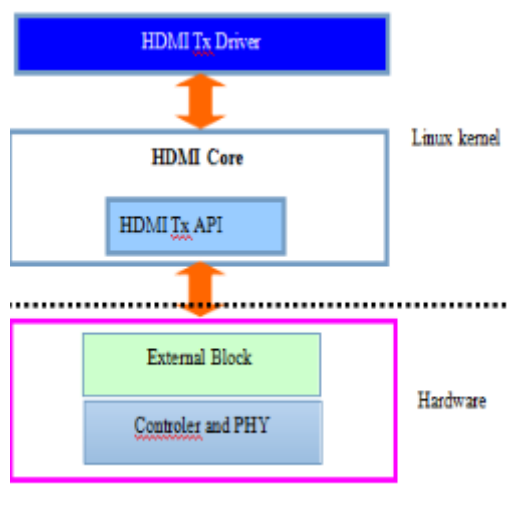 HDMI Tx Driver
Linux kernel
HDMI Core
HDMI Tx API
External Block
Hardware
Controler and PHY